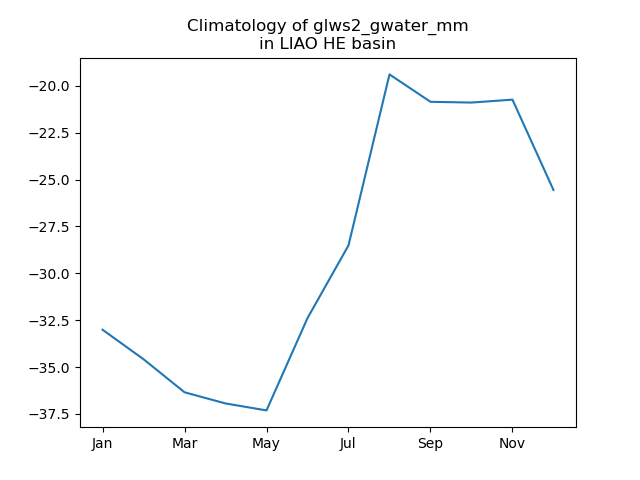 Climatology of glws2_gwater_mm
in LIAO HE basin
−20.0
−22.5
−25.0
−27.5
−30.0
−32.5
−35.0
−37.5
Jan Mar May Jul Sep Nov